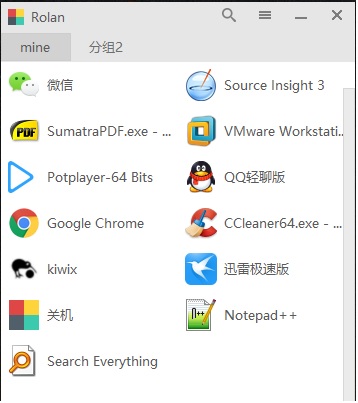 Rolan
mine 分组2
微信 Source Insight 3
SumatraPDF.exe - ... VMware Workstati...
Potplayer-64 Bits QQ轻聊版
Google Chrome CCleaner64.exe - ...
kiwix 迅雷极速版
关机 Notepad++
Search Everything